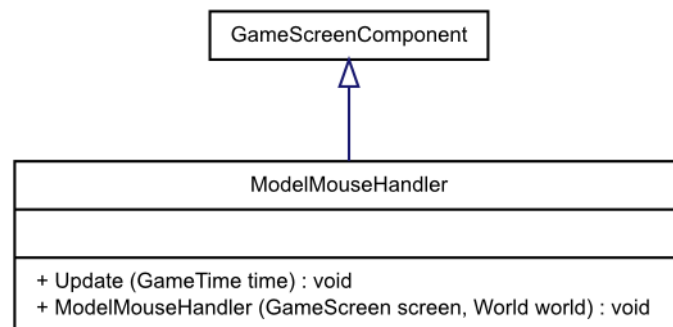 GameScreenComponent
ModelMouseHandler
+ Update (GameTime time) : void
+ ModelMouseHandler (GameScreen screen, World world) : void